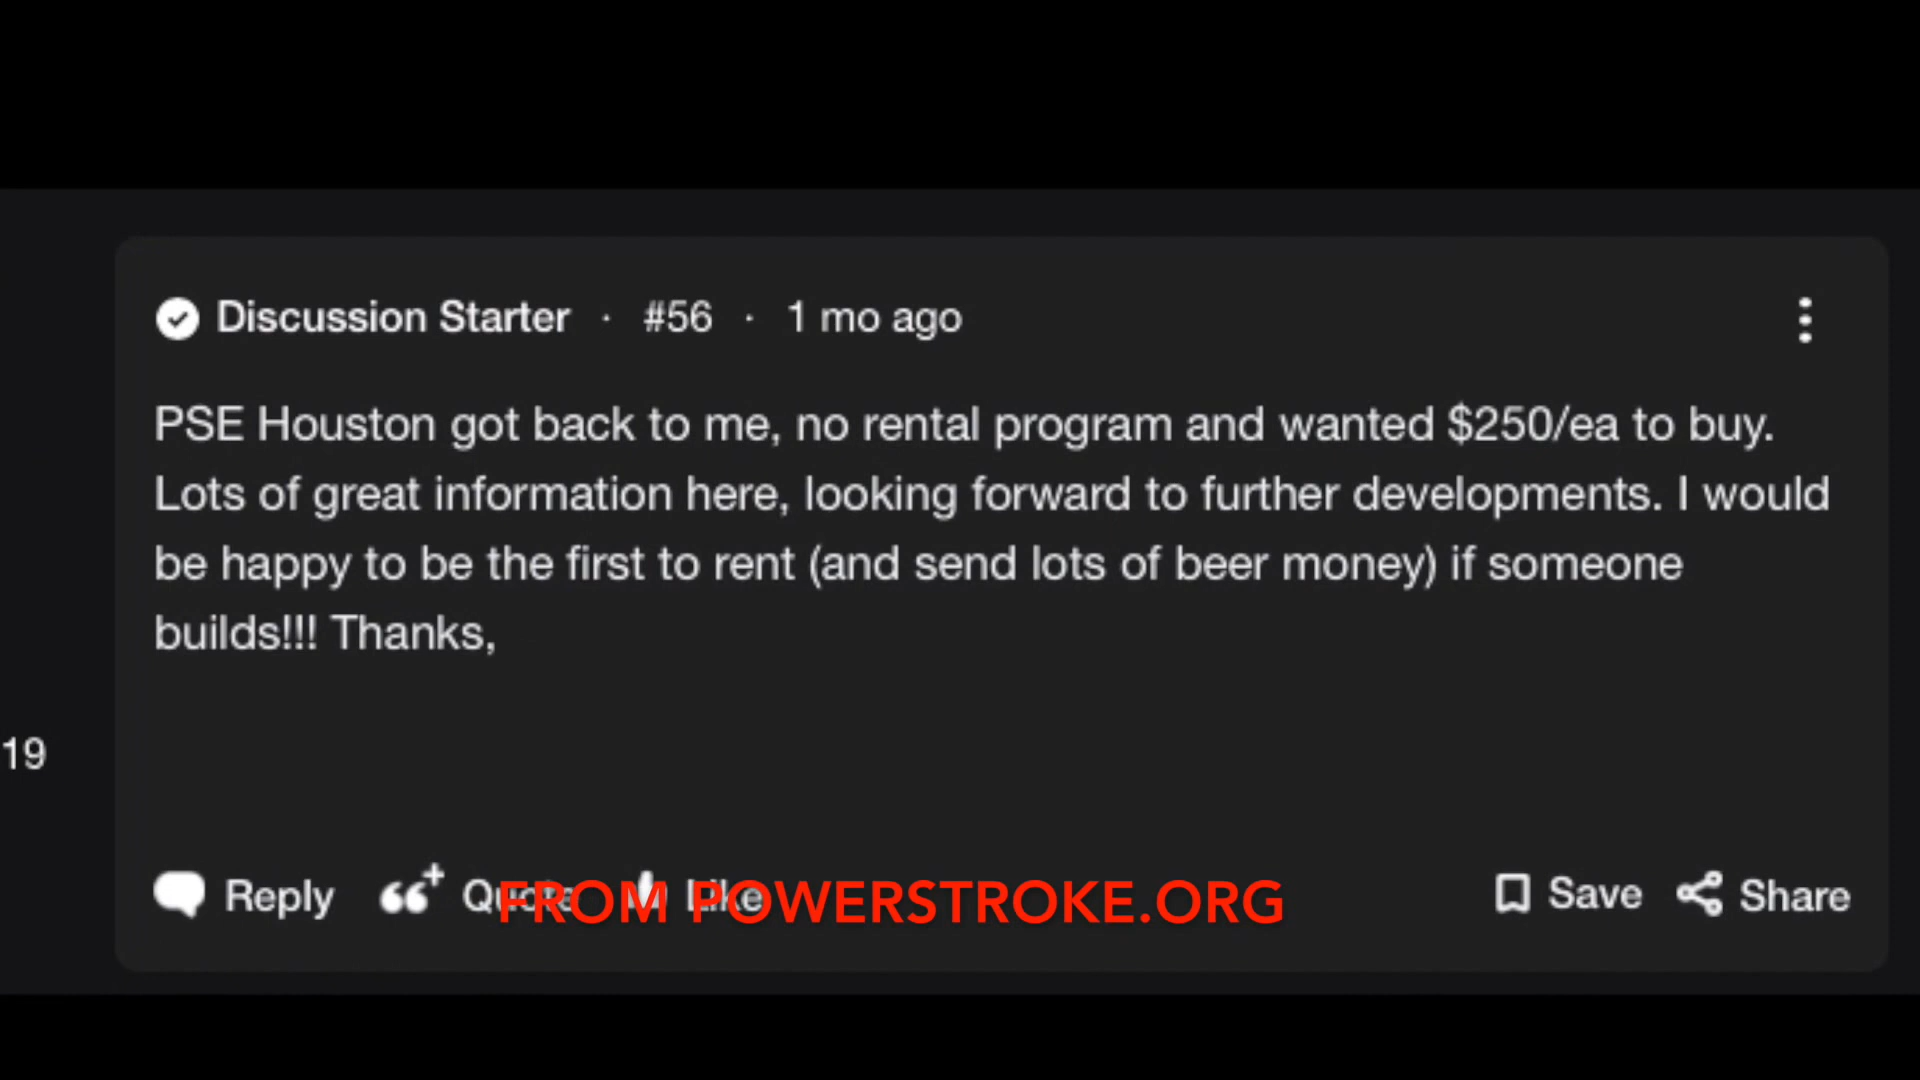 Discussion Starter · #56 · 1 mo ago
PSE Houston got back to me, no rental program and wanted $250/ea to buy.
Lots of great information here, looking forward to further developments. I would
be happy to be the first to rent (and send lots of beer money) if someone
builds!!! Thanks,
19
Reply Quote Like Save Share
FROM POWERSTROKE.ORG